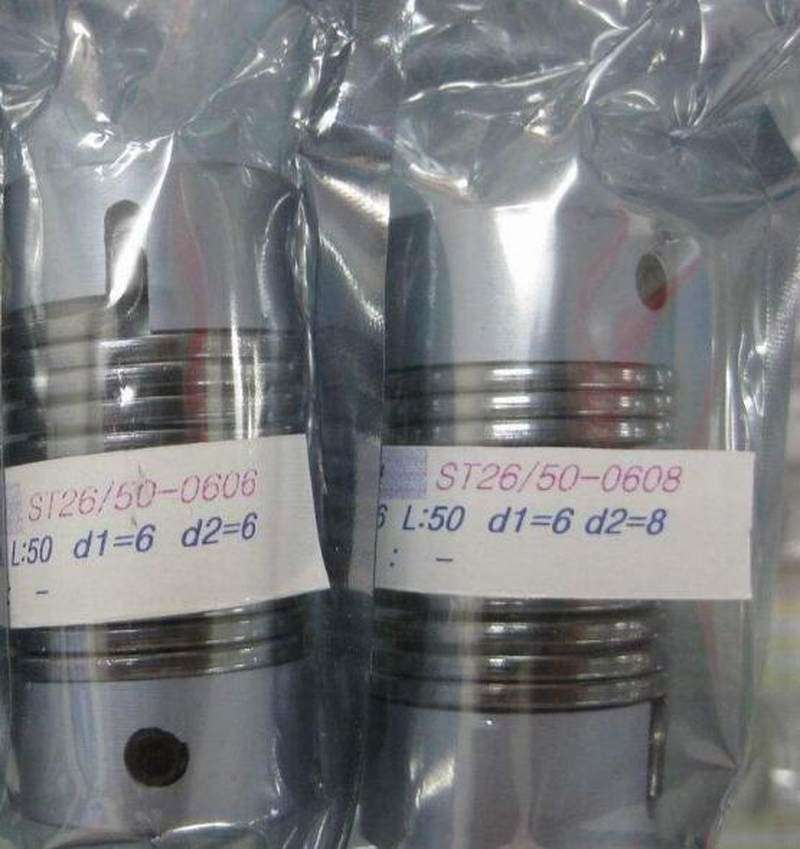 ST26/50-0606
L:50 d1=6 d2=6
: -
ST26/50-0608
6 L:50 d1=6 d2=8
: -